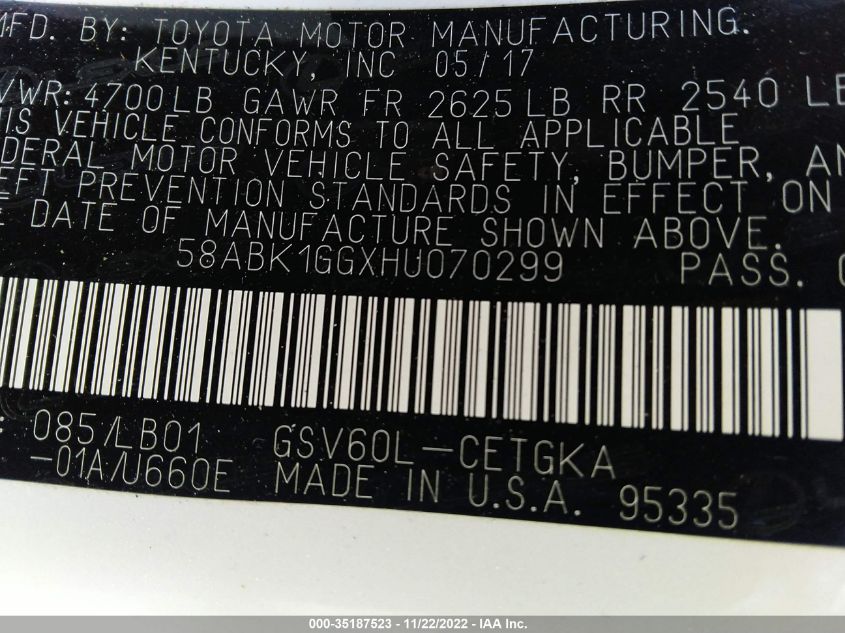 MFD. BY: TOYOTA MOTOR MANUFACTURING.
KENTUCKY, INC 05/17
VWR: 4700LB GAWR FR 2625LB RR 2540 LB
IS VEHICLE CONFORMS TO ALL APPLICABLE
DERAL MOTOR VEHICLE SAFETY, BUMPER, AN
EFT PREVENTION STANDARDS IN EFFECT ON
E DATE OF MANUFACTURE SHOWN ABOVE.
58ABK1GGXHU070299 PASS.
: 085/LB01 GSV60L-CETGKA
-01A/U660E MADE IN U.S.A. 95335
000-35187523 - 11/22/2022 - IAA Inc.